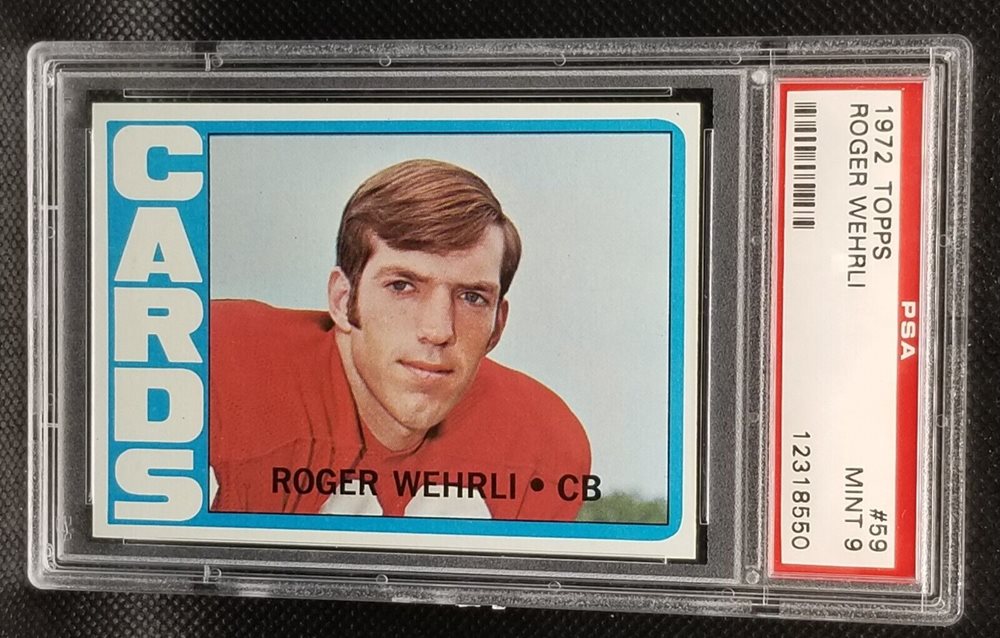 CARDS
ROGER WEHRLI • CB
1972 TOPPS #59
ROGER WEHRLI MINT 9
PSA 12318550